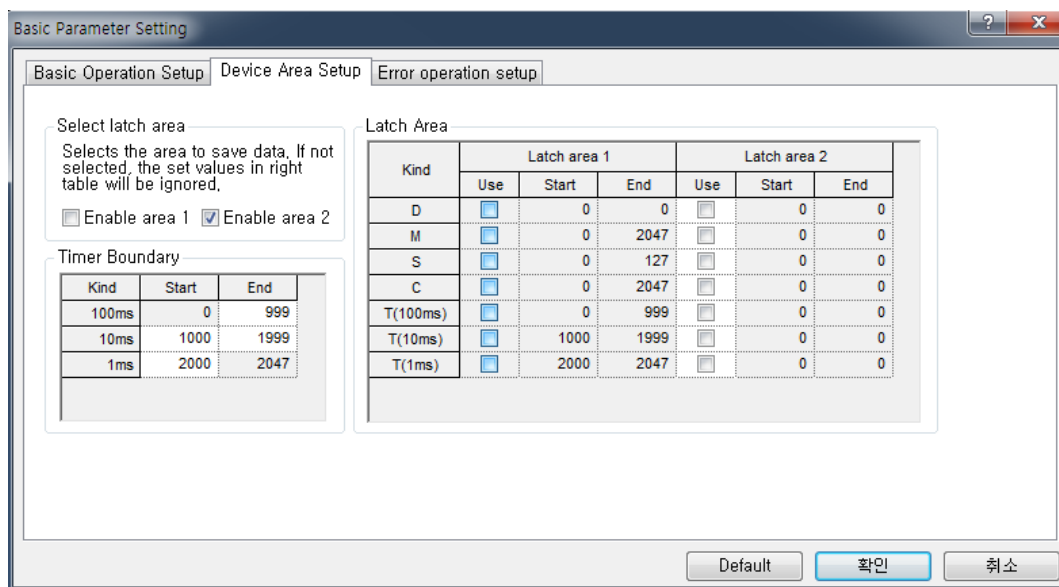 Basic Parameter Setting
?
x
Basic Operation Setup Device Area Setup Error operation setup
Select latch area
Selects the area to save data, If not
selected, the set values in right
table will be ignored,
Enable area 1 Enable area 2
Timer Boundary
Kind Start End
100ms 0 999
10ms 1000 1999
1ms 2000 2047
Latch Area
Kind Latch area 1 Latch area 2
Use Start End Use Start End
D 0 0 0 0
M 0 2047 0 0
S 0 127 0 0
C 0 2047 0 0
T(100ms) 0 999 0 0
T(10ms) 1000 1999 0 0
T(1ms) 2000 2047 0 0
Default 확인 취소